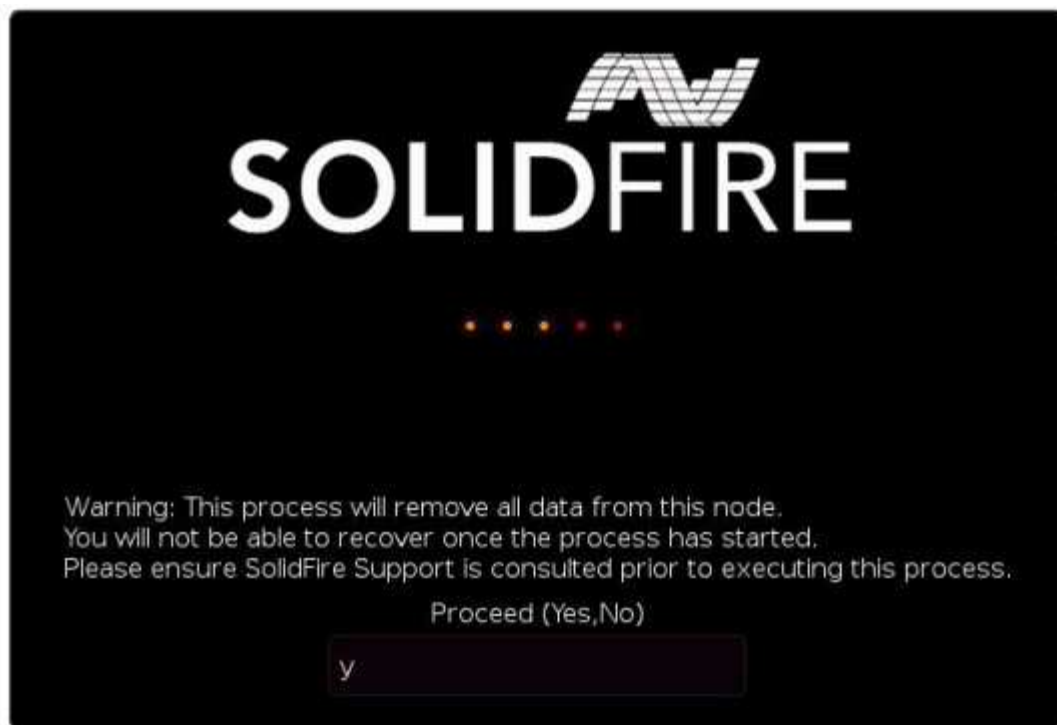 SOLIDFIRE
Warning: This process will remove all data from this node.
You will not be able to recover once the process has started.
Please ensure SolidFire Support is consulted prior to executing this process.
Proceed (Yes,No)
y